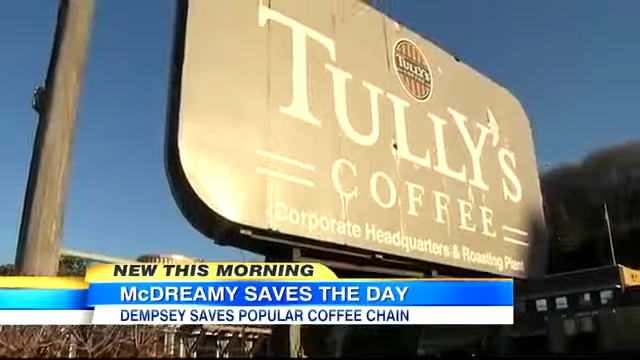 TULLY'S
TULLY'S
COFFEE
Corporate Headquarters & Roasting Plant
NEW THIS MORNING
McDREAMY SAVES THE DAY
DEMPSEY SAVES POPULAR COFFEE CHAIN